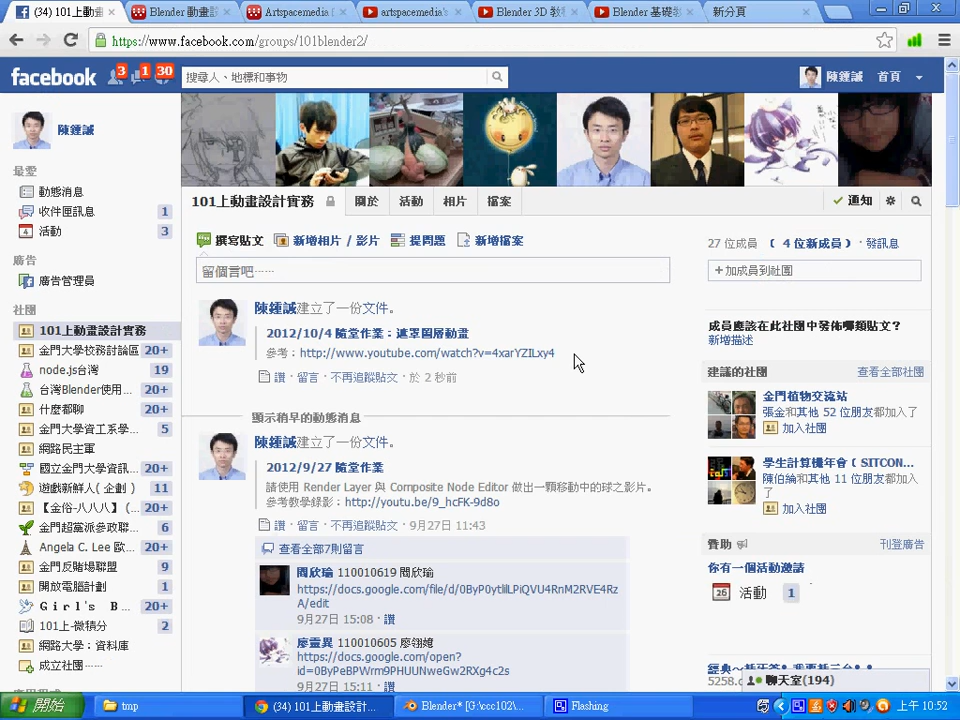 (34) 101上動畫
Blender 動畫設
Artspacemedia (
artspacemedia's
Blender 3D 教
Blender 基礎影
新分頁
https://www.facebook.com/groups/101blender2/
facebook
3
1
30
搜尋人、地標和事物
陳鍾誠
首頁
陳鍾誠
最愛
動態消息
收件匣訊息 1
活動 3
廣告
廣告管理員
社團
101上動畫設計實務
金門大學校務討論區 20+
node.js台灣 19
台灣Blender使用... 20+
什麼都聊 20+
金門大學資工系學... 5
網路民主軍
國立金門大學資訊... 20+
遊戲新鮮人( 企劃 ) 11
【金俗-八八八】(... 20+
金門超黨派參政聯... 6
Angela C. Lee 歐... 20+
金門反賭場聯盟 9
開放電腦計劃 1
Girl's B... 20+
101上-微積分 2
網路大學：資料庫
成立社團……
101上動畫設計實務
關於
活動
相片
檔案
通知
撰寫貼文
新增相片 / 影片
提問題
新增檔案
留個言吧……
陳鍾誠建立了一份文件。
2012/10/4 隨堂作業：遮罩圖層動畫
參考：http://www.youtube.com/watch?v=4xarYZILxy4
讚 · 留言 · 不再追蹤貼文 · 於 2 秒前
顯示稍早的動態消息
陳鍾誠建立了一份文件。
2012/9/27 隨堂作業
請使用 Render Layer 與 Composite Node Editor 做出一顆移動中的球之影片。
參考教學錄影：http://youtu.be/9_hcFK-9d8o
讚 · 留言 · 不再追蹤貼文 · 9月27日 11:43
查看全部7則留言
閻欣瑜 110010619 閻欣瑜
https://docs.google.com/file/d/0ByP0ytlilLPiQVU4RnM2RVE4Rz
A/edit
9月27日 15:08 · 讚
廖靈異 110010605 廖翎嬑
https://docs.google.com/open?
id=0ByPeBPWrm9PHUUNweGw2RXg4c2s
9月27日 15:11 · 讚
27 位成員 ( 4 位新成員 ) · 發訊息
+加成員到社團
成員應該在此社團中發佈哪類貼文？
新增描述
建議的社團
查看全部社團
金門植物交流站
張金和其他 52 位朋友都加入了
加入社團
學生計算機年會 ( SITCON...
陳伯綸和其他 11 位朋友都加入
了
加入社團
贊助
刊登廣告
你有一個活動邀請
26
活動 1
5258.c
聊天室(194)
開始
tmp
(34) 101上動畫設計...
Blender* [G:\ccc102\...
Flashing
上午 10:52